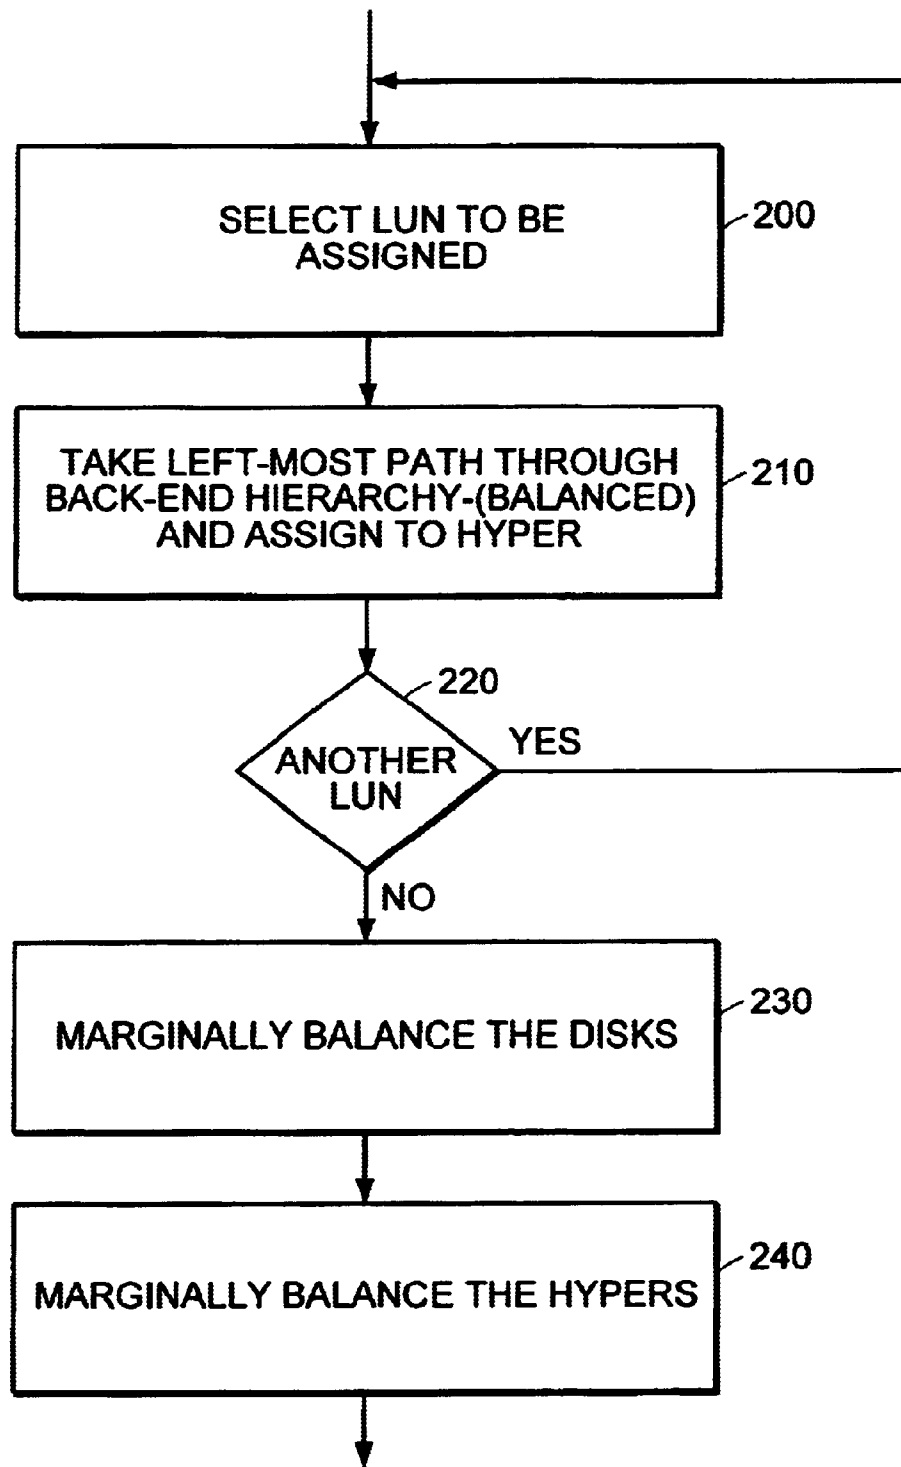 SELECT LUN TO BE
ASSIGNED
200
TAKE LEFT-MOST PATH THROUGH
BACK-END HIERARCHY-(BALANCED)
AND ASSIGN TO HYPER
210
220
ANOTHER
LUN
YES
NO
MARGINALLY BALANCE THE DISKS
230
MARGINALLY BALANCE THE HYPERS
240